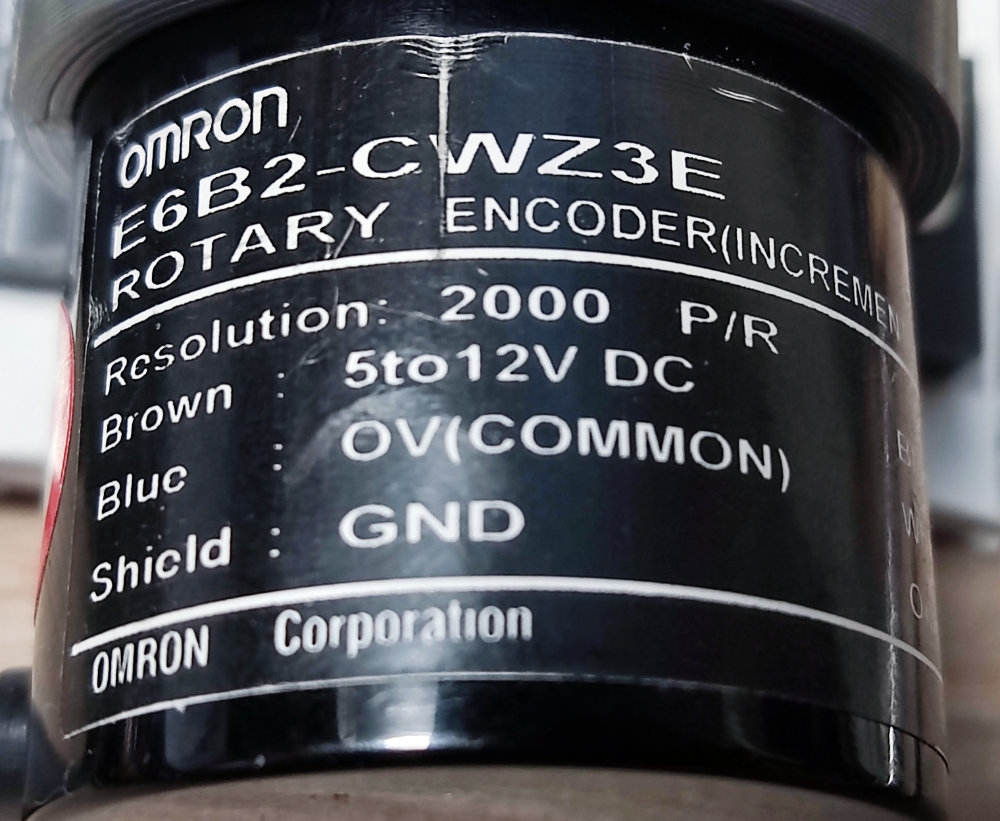 OMRON
E6B2-CWZ3E
ROTARY ENCODER(INCREMEN
Resolution: 2000 P/R
Brown : 5to12V DC
Blue : 0V(COMMON)
Shield : GND
OMRON Corporation